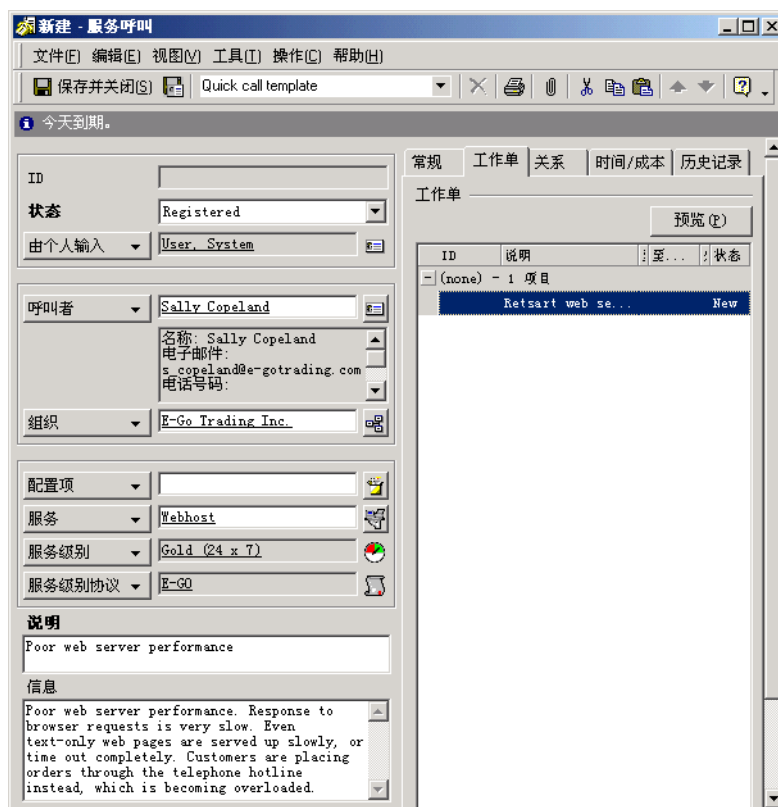 新建 - 服务呼叫
文件(F) 编辑(E) 视图(V) 工具(T) 操作(C) 帮助(H)
保存并关闭(S) Quick call template
今天到期。
ID
状态 Registered
由个人输入 User, System
呼叫者 Sally Copeland
名称: Sally Copeland
电子邮件:
s_copeland@e-gotrading.com
电话号码:
组织 E-Go Trading Inc.
配置项
服务 Webhost
服务级别 Gold (24 x 7)
服务级别协议 E-GO
说明
Poor web server performance
信息
Poor web server performance. Response to
browser requests is very slow. Even
text-only web pages are served up slowly, or
time out completely. Customers are placing
orders through the telephone hotline
instead, which is becoming overloaded.
常规 工作单 关系 时间/成本 历史记录
工作单
预览(P)
ID 说明 至... 状态
(none) - 1 项目
Retsart web se... New